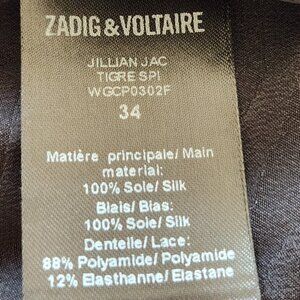 ZADIG & VOLTAIRE
JILLIAN JAC
TIGRE SPI
WGCP0302F
34
Matière principale/ Main
material:
100% Soie/ Silk
Biais/ Bias:
100% Soie/ Silk
Dentelle/ Lace:
88% Polyamide/ Polyamide
12% Elasthanne/ Elastane